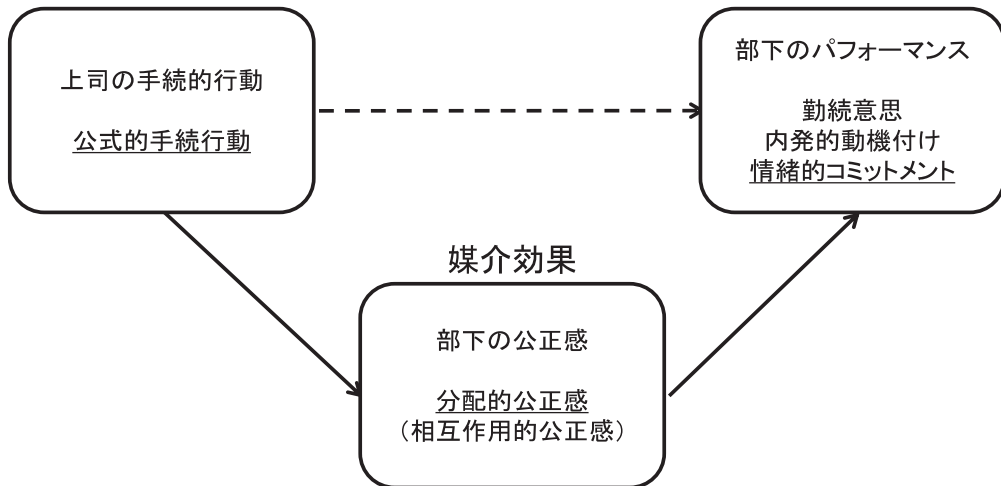 上司の手続的行動
公式的手続行動
部下のパフォーマンス
勤続意思
内発的動機付け
情緒的コミットメント
媒介効果
部下の公正感
分配的公正感
（相互作用的公正感）